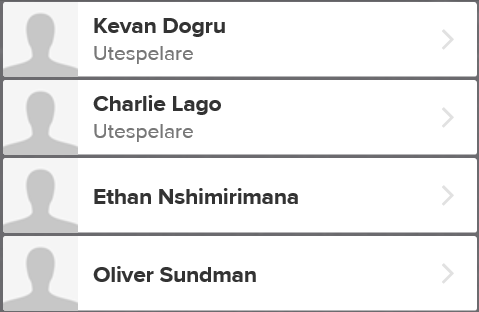 Kevan Dogru
Utespelare
Charlie Lago
Utespelare
Ethan Nshimirimana
Oliver Sundman